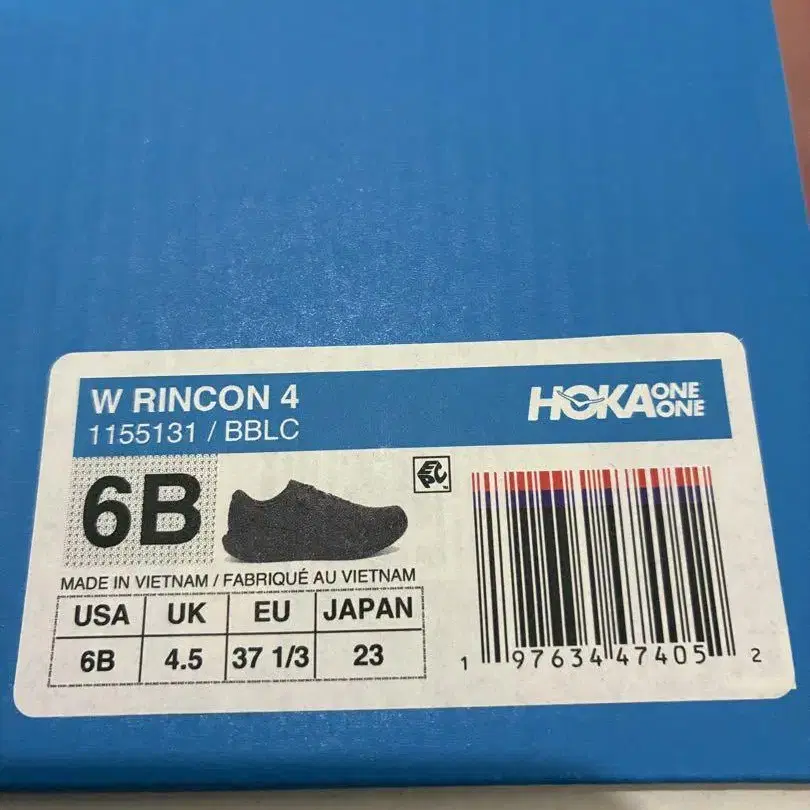 W RINCON 4
1155131 / BBLC
HOKA ONE ONE
6B
EPC
MADE IN VIETNAM / FABRIQUÉ AU VIETNAM
USA UK EU JAPAN
6B 4.5 37 1/3 23
1 97634 47405 2